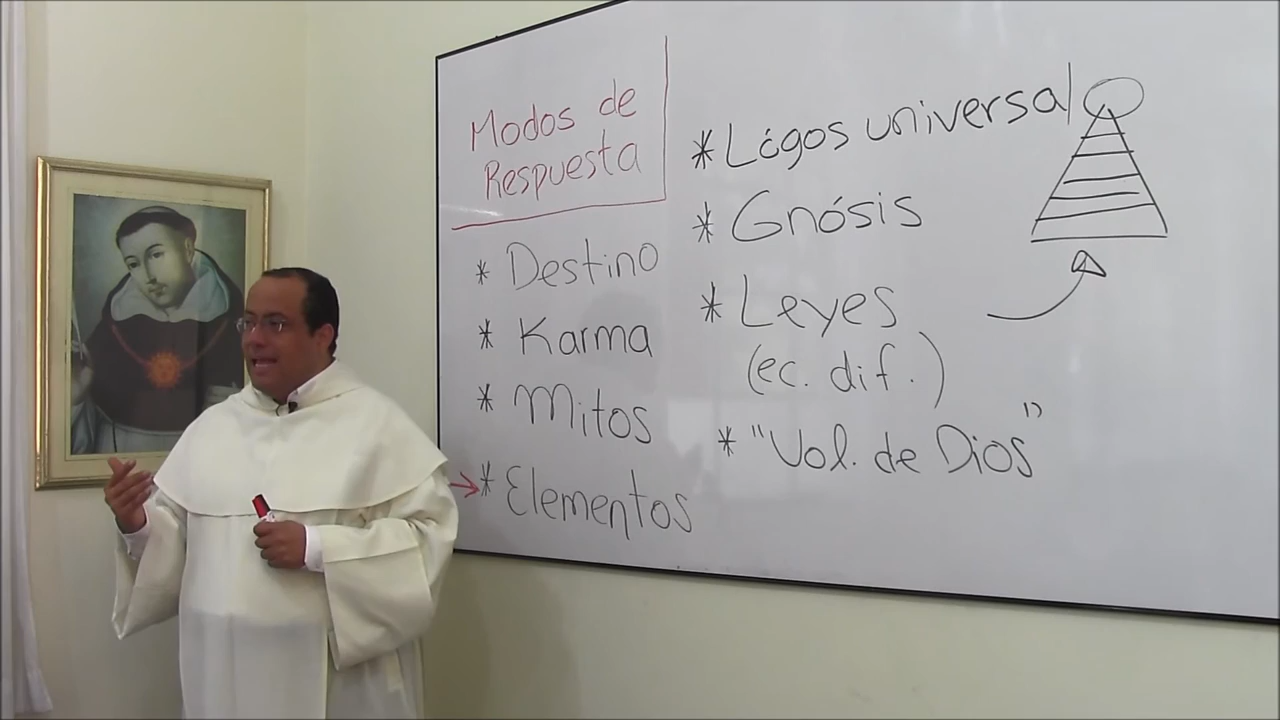 Modos de
Respuesta
* Destino
* Karma
* Mitos
* Elementos
* Lógos universal
* Gnósis
* Leyes
(ec. dif.)
* "Vol. de Dios"